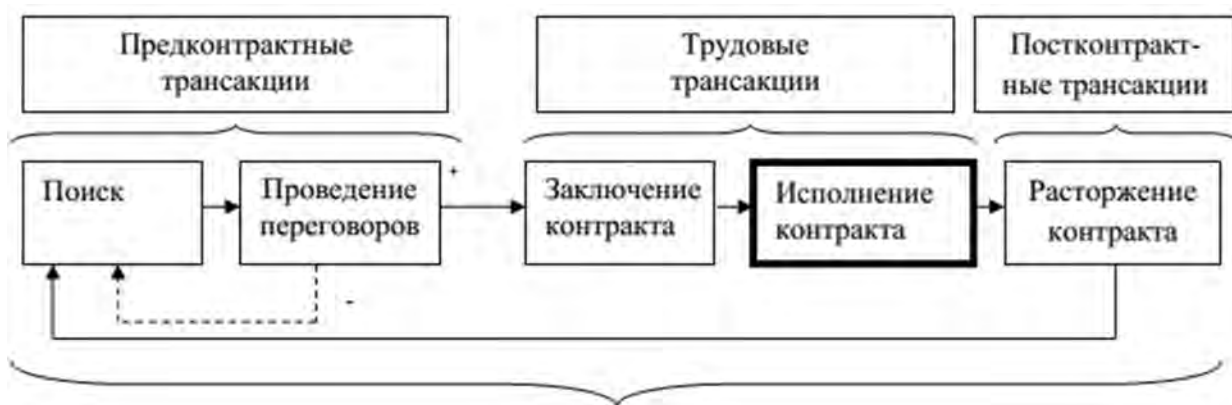 Предконтрактные
трансакции
Трудовые
трансакции
Постконтракт-
ные трансакции
Поиск
Проведение
переговоров
+
Заключение
контракта
Исполнение
контракта
Расторжение
контракта
-